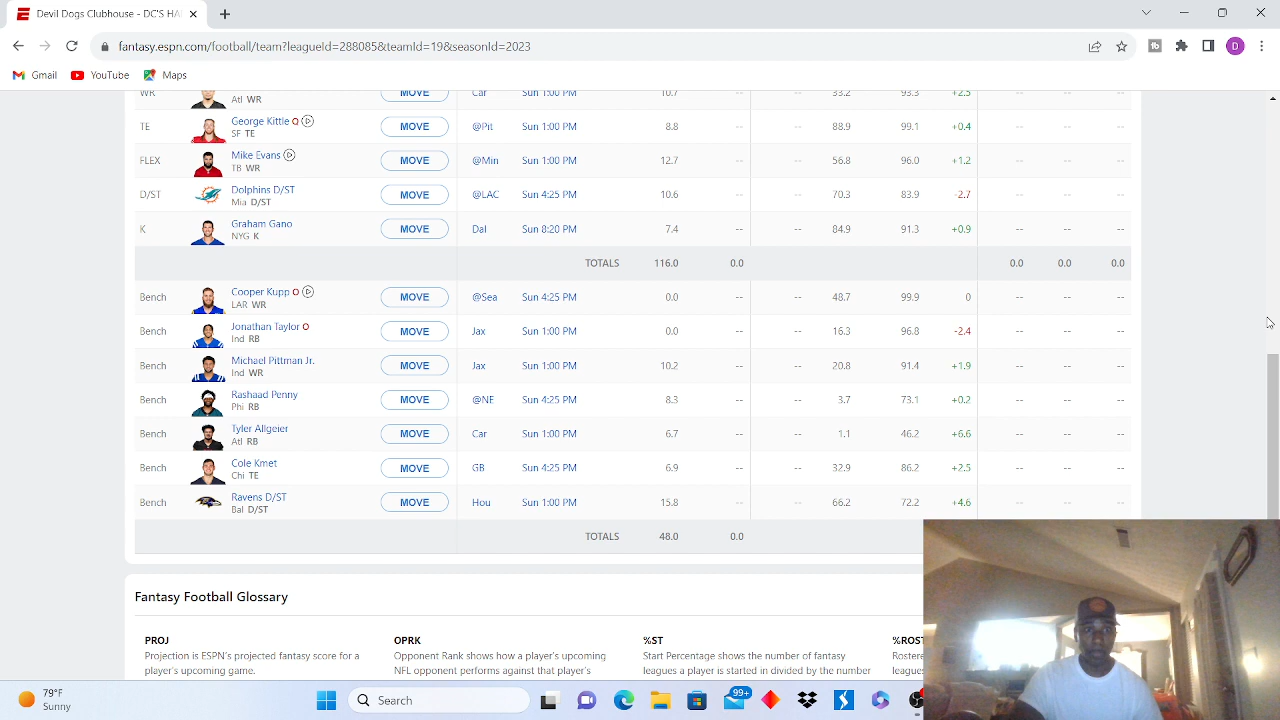 Devil Dogs Clubhouse - DC'S HA
fantasy.espn.com/football/team?leagueId=288085&teamId=19&seasonId=2023
D
Gmail YouTube Maps
WR Atl WR MOVE Car Sun 1:00 PM 10.7 -- -- 33.2 93.3 +2.5 -- -- --
TE George Kittle Q MOVE @Pit Sun 1:00 PM 8.8 -- -- 88.9 99.1 +0.4 -- -- --
SF TE
FLEX Mike Evans MOVE @Min Sun 1:00 PM 12.7 -- -- 56.8 96.0 +1.2 -- -- --
TB WR
D/ST Dolphins D/ST MOVE @LAC Sun 4:25 PM 10.6 -- -- 70.3 83.9 -2.7 -- -- --
Mia D/ST
K Graham Gano MOVE Dal Sun 8:20 PM 7.4 -- -- 84.9 91.3 +0.9 -- -- --
NYG K
TOTALS 116.0 0.0 0.0 0.0 0.0
Bench Cooper Kupp O MOVE @Sea Sun 4:25 PM 0.0 -- -- 48.7 0 -- -- --
LAR WR
Bench Jonathan Taylor O MOVE Jax Sun 1:00 PM 0.0 -- -- 16.3 96.8 -2.4 -- -- --
Ind RB
Bench Michael Pittman Jr. MOVE Jax Sun 1:00 PM 10.2 -- -- 20.8 91.4 +1.9 -- -- --
Ind WR
Bench Rashaad Penny MOVE @NE Sun 4:25 PM 8.3 -- -- 3.7 73.1 +0.2 -- -- --
Phi RB
Bench Tyler Allgeier MOVE Car Sun 1:00 PM 6.7 -- -- 1.1 46.2 +6.6 -- -- --
Atl RB
Bench Cole Kmet MOVE GB Sun 4:25 PM 6.9 -- -- 32.9 86.2 +2.5 -- -- --
Chi TE
Bench Ravens D/ST MOVE Hou Sun 1:00 PM 15.8 -- -- 66.2 72.2 +4.6 -- -- --
Bal D/ST
TOTALS 48.0 0.0
Fantasy Football Glossary
PROJ OPRK %ST %ROST
Projection is ESPN's projected fantasy score for a
player's upcoming game.
Opponent Rank shows how a player's upcoming
NFL opponent performs against that player's
Start Percentage shows the number of fantasy
leagues a player is started in divided by the number
Rostere
of lea
79°F
Sunny
Search
99+